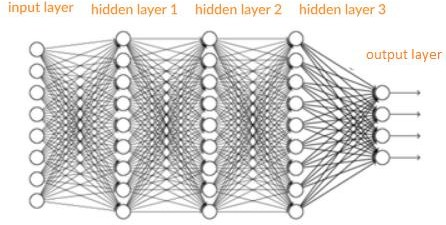 input layer
hidden layer 1
hidden layer 2
hidden layer 3
output layer